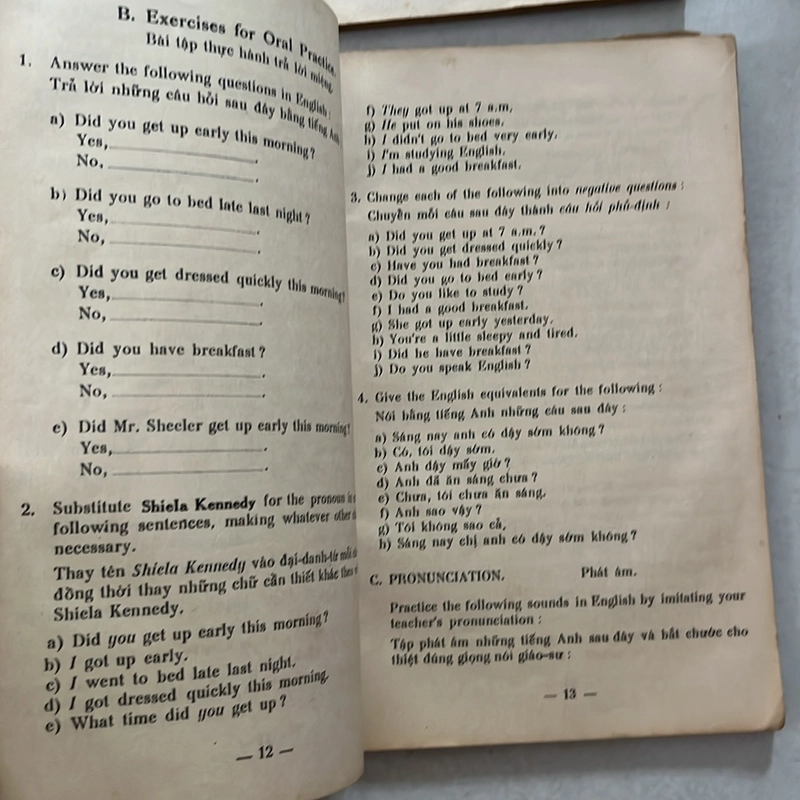 B. Exercises for Oral Practice.
Bài tập thực hành trả lời miệng.
1. Answer the following questions in English :
Trả lời những câu hỏi sau đây bằng tiếng Anh
a) Did you get up early this morning?
Yes, .
No, .
b) Did you go to bed late last night?
Yes, .
No, .
c) Did you get dressed quickly this morning?
Yes, .
No, .
d) Did you have breakfast?
Yes, .
No, .
e) Did Mr. Sheeler get up early this morning?
Yes, .
No, .
2. Substitute Shiela Kennedy for the pronoun in
following sentences, making whatever other
necessary.
Thay tên Shiela Kennedy vào đại-danh-từ mỗi
đồng thời thay những chữ cần thiết khác theo
Shiela Kennedy.
a) Did you get up early this morning?
b) I got up early.
c) I went to bed late last night.
d) I got dressed quickly this morning.
e) What time did you get up?
— 12 —
f) They got up at 7 a.m.
g) He put on his shoes.
h) I didn't go to bed very early.
i) I'm studying English.
j) I had a good breakfast.
3. Change each of the following into negative questions :
Chuyển mỗi câu sau đây thành câu hỏi phủ-định :
a) Did you get up at 7 a.m.?
b) Did you get dressed quickly?
c) Have you had breakfast?
d) Did you go to bed early?
e) Do you like to study?
f) I had a good breakfast.
g) She got up early yesterday.
h) You're a little sleepy and tired.
i) Did he have breakfast?
j) Do you speak English?
4. Give the English equivalents for the following :
Nói bằng tiếng Anh những câu sau đây :
a) Sáng nay anh có dậy sớm không?
b) Có, tôi dậy sớm.
c) Anh dậy mấy giờ?
d) Anh đã ăn sáng chưa?
e) Chưa, tôi chưa ăn sáng.
f) Anh sao vậy?
g) Tôi không sao cả.
h) Sáng nay chị anh có dậy sớm không?
C. PRONUNCIATION. Phát âm.
Practice the following sounds in English by imitating your
teacher's pronunciation :
Tập phát âm những tiếng Anh sau đây và bắt chước cho
thiệt đúng giọng nói giáo-sư :
— 13 —